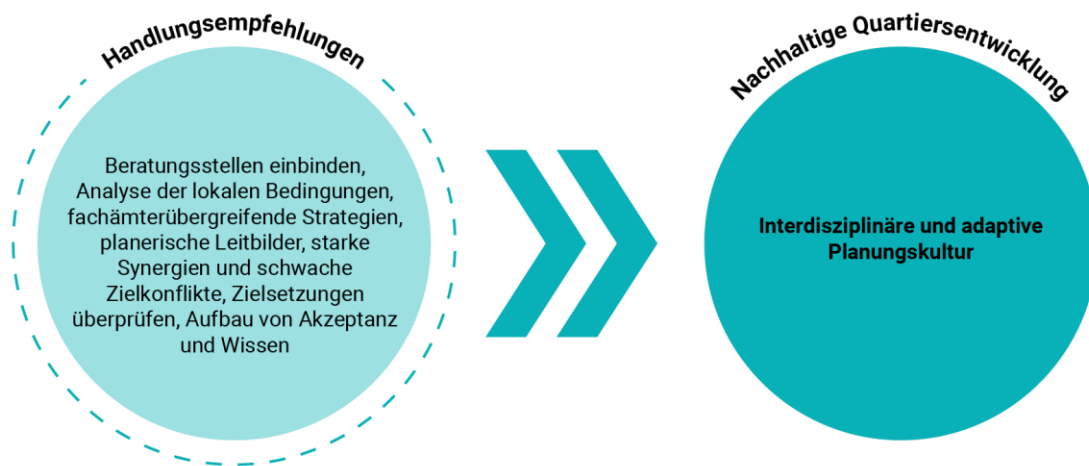 Handlungsempfehlungen
Beratungsstellen einbinden,
Analyse der lokalen Bedingungen,
fachämterübergreifende Strategien,
planerische Leitbilder, starke
Synergien und schwache
Zielkonflikte, Zielsetzungen
überprüfen, Aufbau von Akzeptanz
und Wissen
Nachhaltige Quartiersentwicklung
Interdisziplinäre und adaptive
Planungskultur